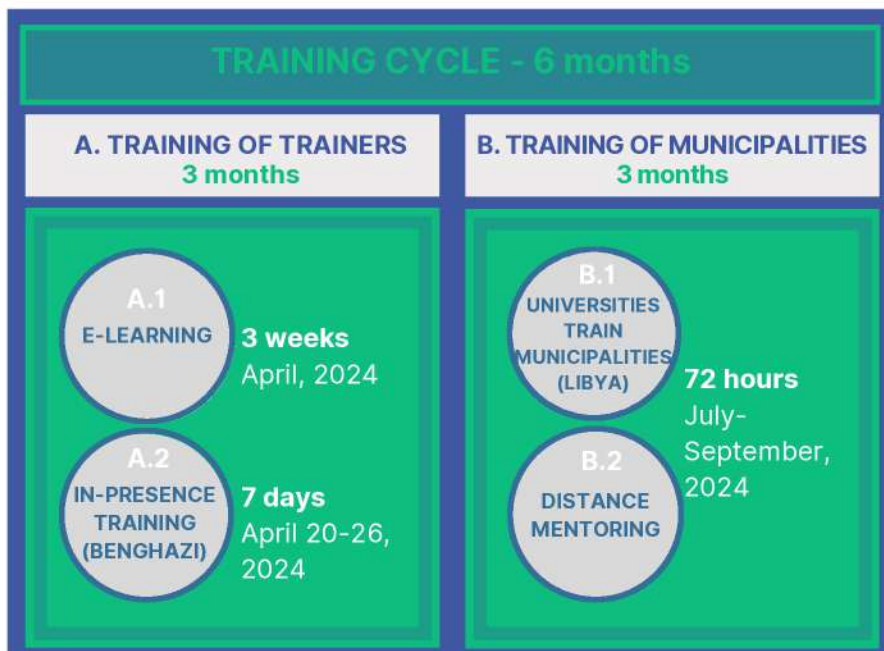 TRAINING CYCLE - 6 months
A. TRAINING OF TRAINERS
3 months
A.1
E-LEARNING
3 weeks
April, 2024
A.2
IN-PRESENCE
TRAINING
(BENGHAZI)
7 days
April 20-26,
2024
B. TRAINING OF MUNICIPALITIES
3 months
B.1
UNIVERSITIES
TRAIN
MUNICIPALITIES
(LIBYA)
B.2
DISTANCE
MENTORING
72 hours
July-
September,
2024